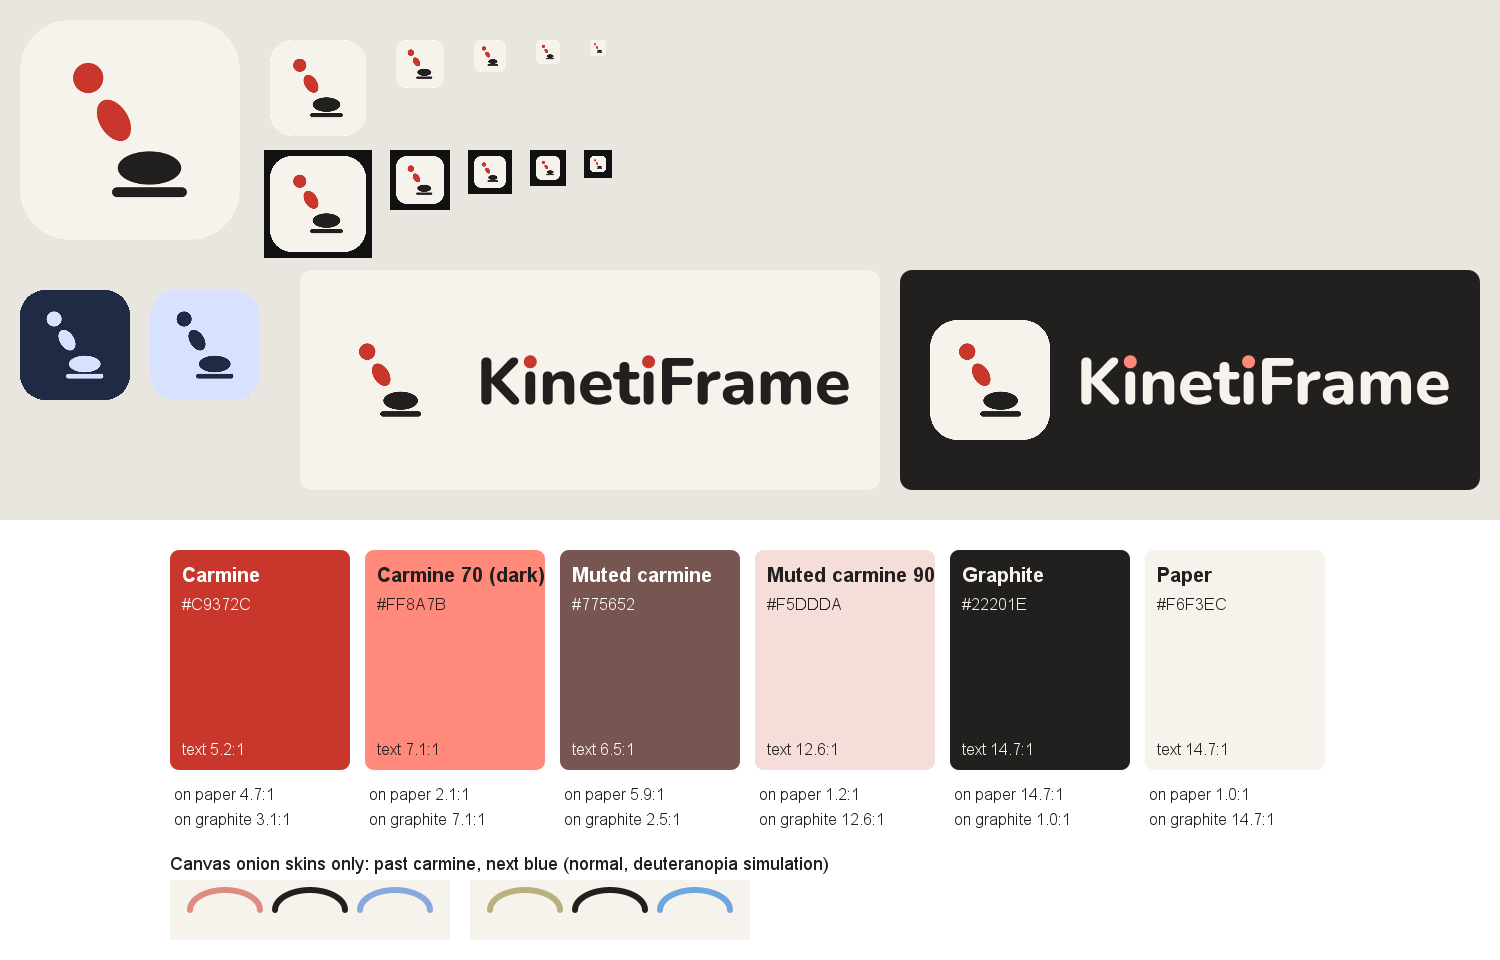 KinetiFrame
KinetiFrame
Carmine
#C9372C
text 5.2:1
on paper 4.7:1
on graphite 3.1:1
Carmine 70 (dark)
#FF8A7B
text 7.1:1
on paper 2.1:1
on graphite 7.1:1
Muted carmine
#775652
text 6.5:1
on paper 5.9:1
on graphite 2.5:1
Muted carmine 90
#F5DDDA
text 12.6:1
on paper 1.2:1
on graphite 12.6:1
Graphite
#22201E
text 14.7:1
on paper 14.7:1
on graphite 1.0:1
Paper
#F6F3EC
text 14.7:1
on paper 1.0:1
on graphite 14.7:1
Canvas onion skins only: past carmine, next blue (normal, deuteranopia simulation)